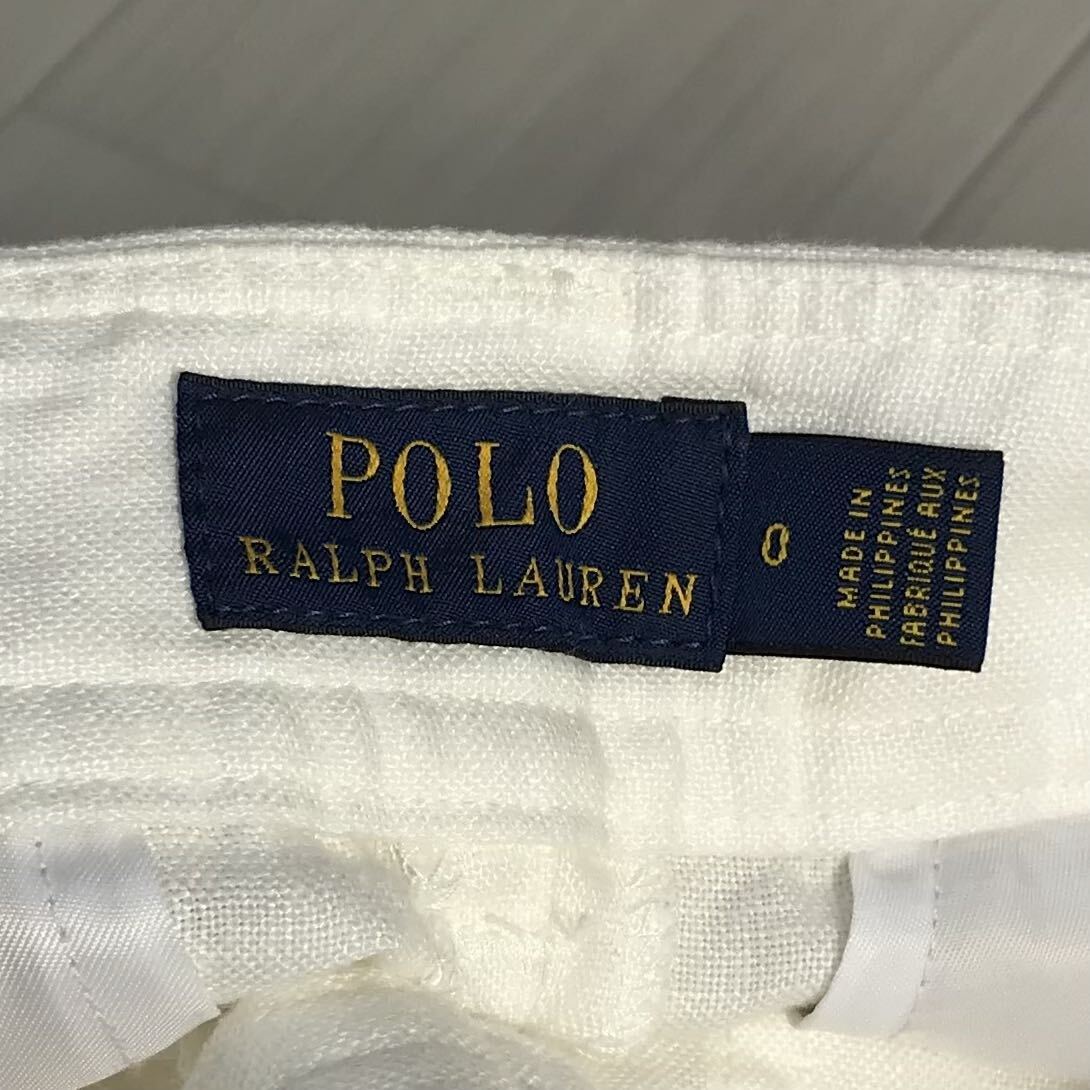 POLO
RALPH LAUREN
0
MADE IN
PHILIPPINES
FABRIQUÉ AUX
PHILIPPINES